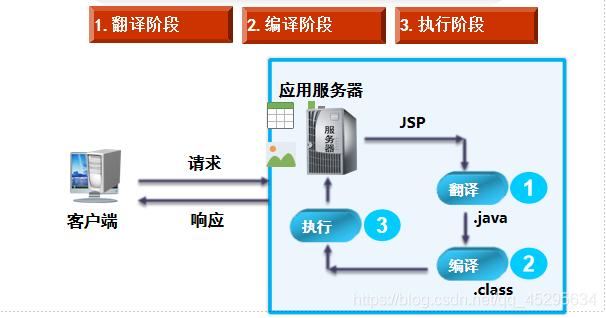 1. 翻译阶段
2. 编译阶段
3. 执行阶段
应用服务器
服务器
JSP
请求
翻译
1
客户端
响应
.java
执行
3
编译
2
.class
https://blog.csdn.net/qq_45295634